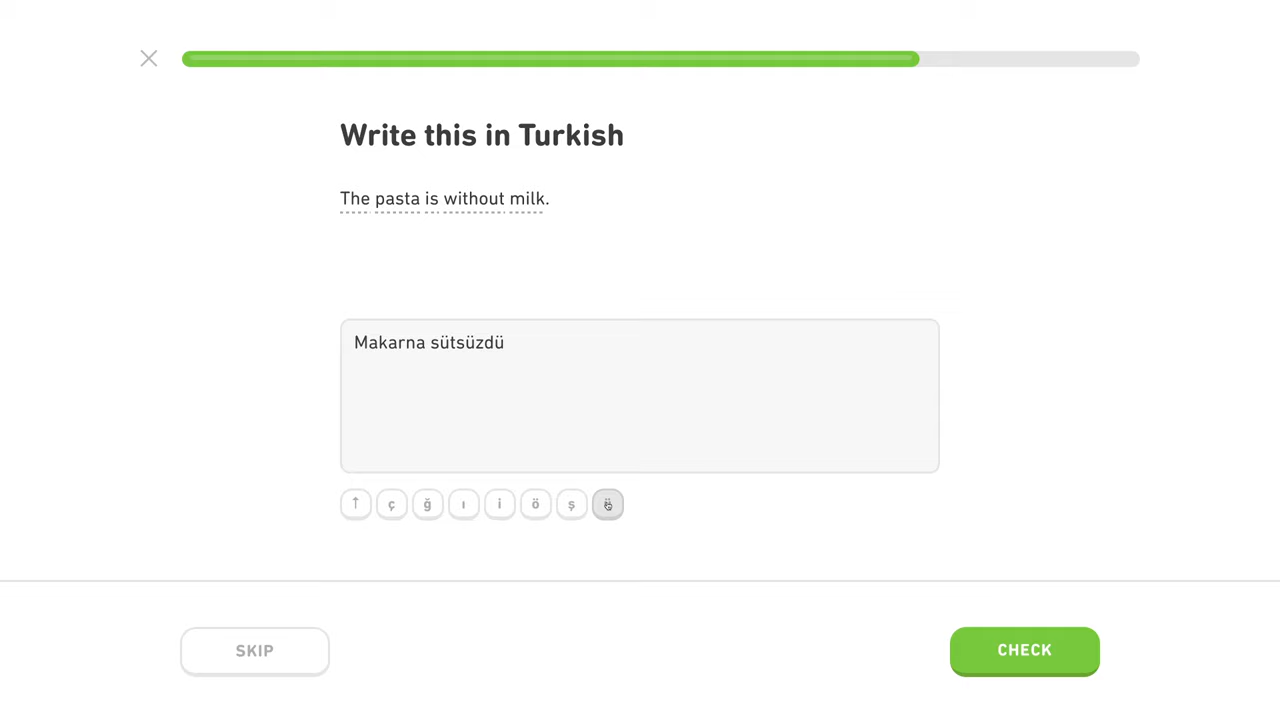 Write this in Turkish
The pasta is without milk.
Makarna sütsüzdü
↑ ç ğ ı i ö ş ü
SKIP
CHECK